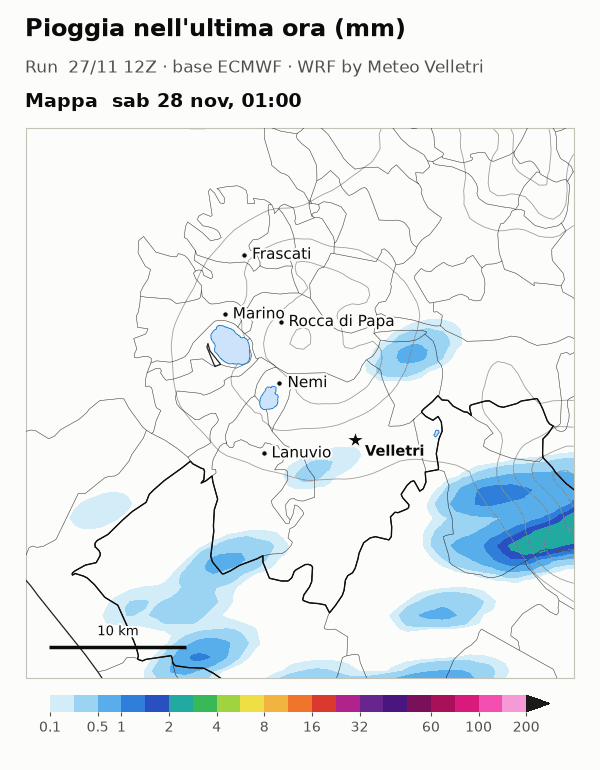 Pioggia nell'ultima ora (mm)
Run  27/11 12Z · base ECMWF · WRF by Meteo Velletri
Mappa  sab 28 nov, 01:00
Frascati
Marino
Rocca di Papa
Nemi
Velletri
Lanuvio
10 km
0.1 0.5 1 2 4 8 16 32 60 100 200